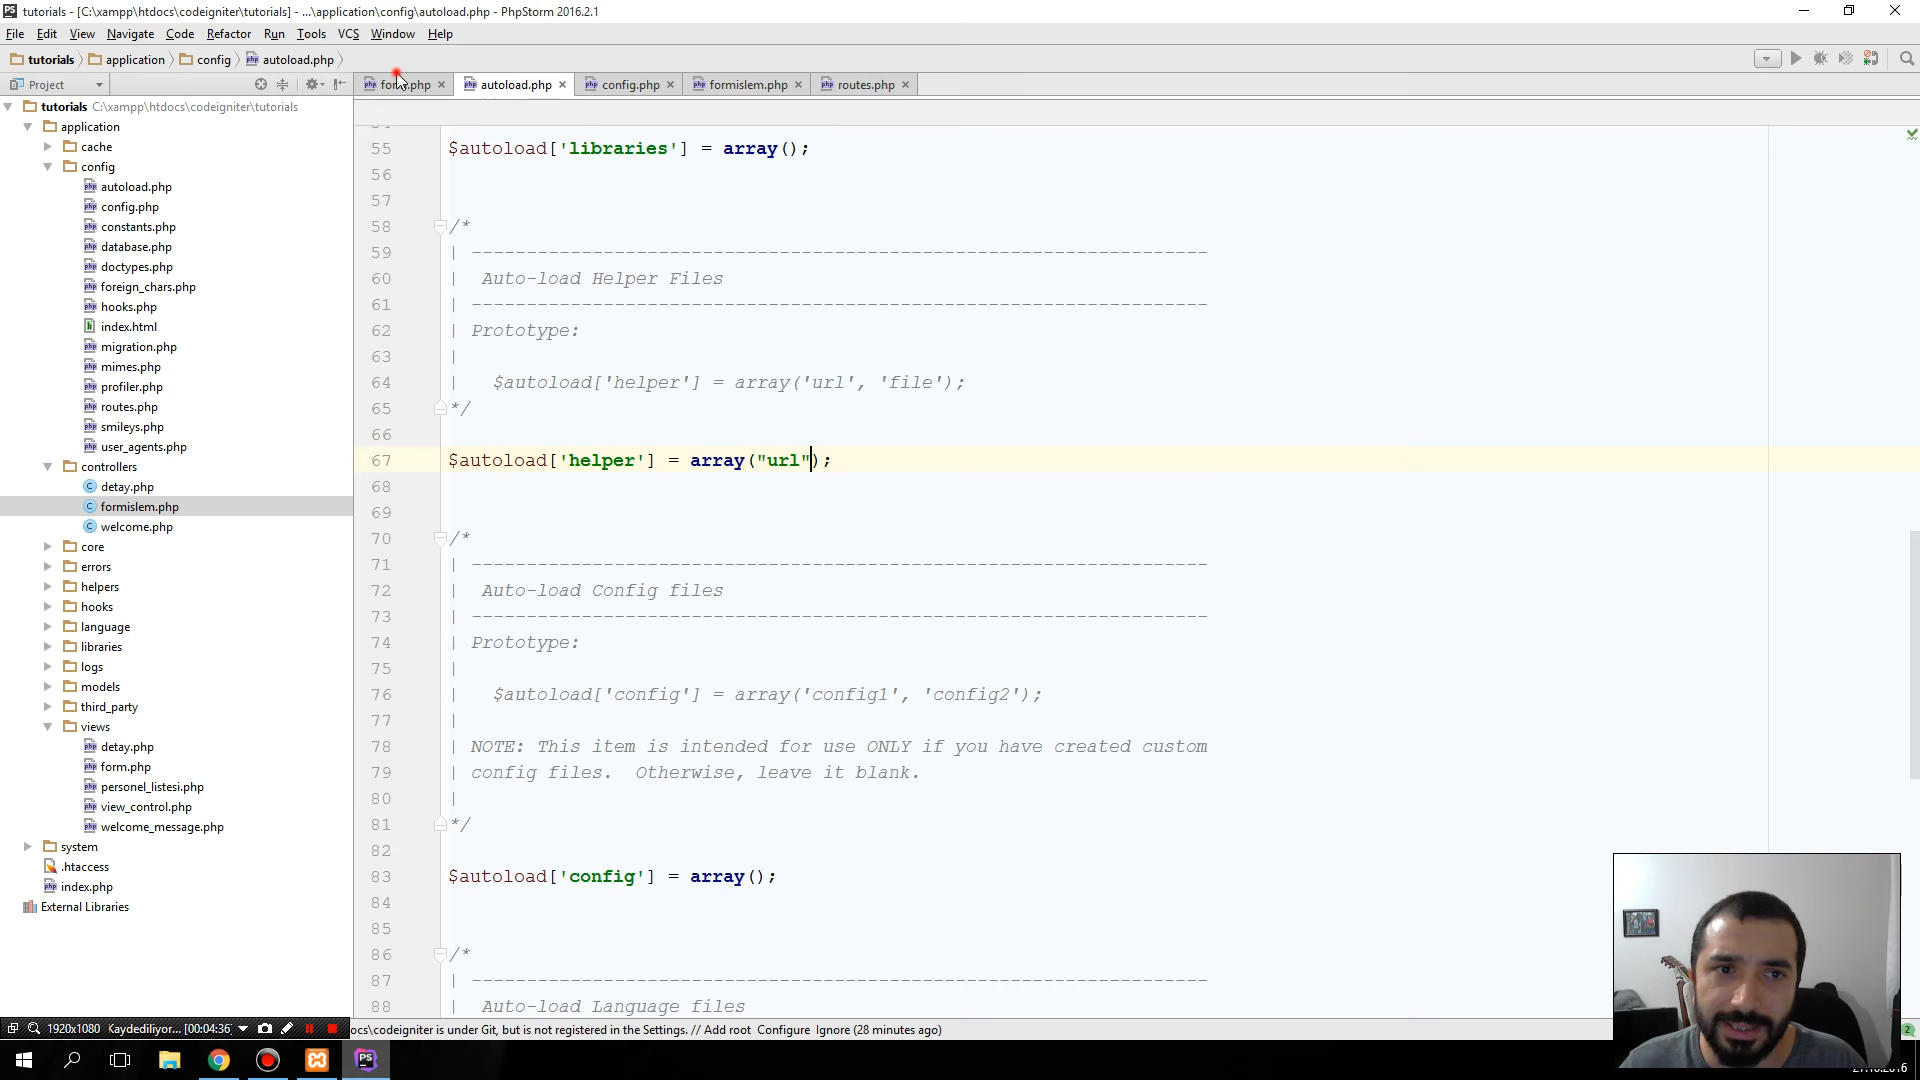 tutorials - [C:\xampp\htdocs\codeigniter\tutorials] - ...\application\config\autoload.php - PhpStorm 2016.2.1
File Edit View Navigate Code Refactor Run Tools VCS Window Help
tutorials application config autoload.php
Project
form.php autoload.php config.php formislem.php routes.php
tutorials C:\xampp\htdocs\codeigniter\tutorials
application
cache
config
autoload.php
config.php
constants.php
database.php
doctypes.php
foreign_chars.php
hooks.php
index.html
migration.php
mimes.php
profiler.php
routes.php
smileys.php
user_agents.php
controllers
detay.php
formislem.php
welcome.php
core
errors
helpers
hooks
language
libraries
logs
models
third_party
views
detay.php
form.php
personel_listesi.php
view_control.php
welcome_message.php
system
.htaccess
index.php
External Libraries
55 $autoload['libraries'] = array();
56
57
58 /*
59 | -------------------------------------------------------------------
60 | Auto-load Helper Files
61 | -------------------------------------------------------------------
62 | Prototype:
63 |
64 | $autoload['helper'] = array('url', 'file');
65 */
66
67 $autoload['helper'] = array("url");
68
69
70 /*
71 | -------------------------------------------------------------------
72 | Auto-load Config files
73 | -------------------------------------------------------------------
74 | Prototype:
75 |
76 | $autoload['config'] = array('config1', 'config2');
77 |
78 | NOTE: This item is intended for use ONLY if you have created custom
79 | config files. Otherwise, leave it blank.
80 |
81 */
82
83 $autoload['config'] = array();
84
85
86 /*
87 | -------------------------------------------------------------------
88 | Auto-load Language files
1920x1080 Kaydediliyor... [00:04:36]
ocs\codeigniter is under Git, but is not registered in the Settings. // Add root Configure Ignore (28 minutes ago)
2